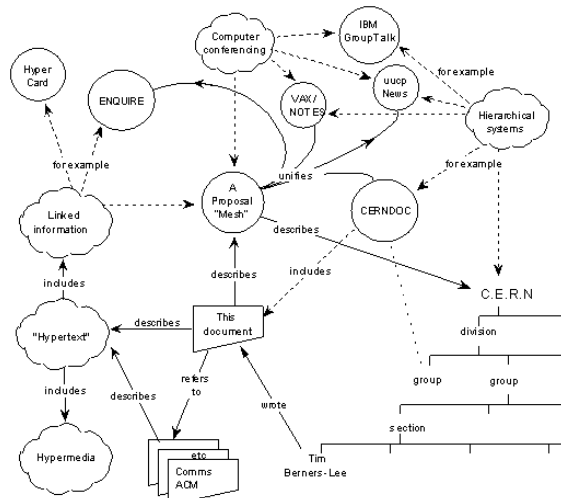 IBM
GroupTalk
Computer
conferencing
Hyper
Card
ENQUIRE
for example
uucp
News
VAX/
NOTES
Hierarchical
systems
for example
unifies
for example
A
Proposal
"Mesh"
CERNDOC
Linked
information
describes
describes
includes
includes
C.E.R.N
This
document
describes
division
"Hypertext"
refers
to
group
group
includes
describes
wrote
section
Hypermedia
etc
Comms
ACM
Tim
Berners-Lee